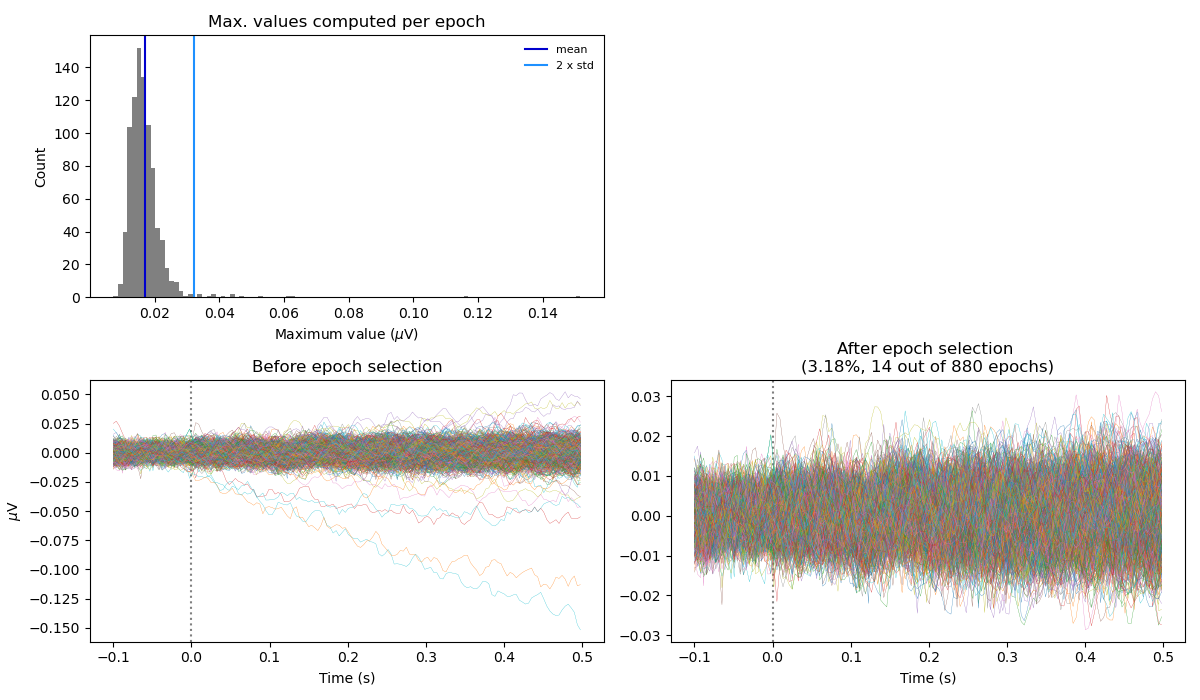 Max. values computed per epoch
mean
2 x std
Count
140
120
100
80
60
40
20
0
0.02 0.04 0.06 0.08 0.10 0.12 0.14
Maximum value (μV)
Before epoch selection
μV
0.050
0.025
0.000
−0.025
−0.050
−0.075
−0.100
−0.125
−0.150
−0.1 0.0 0.1 0.2 0.3 0.4 0.5
Time (s)
After epoch selection
(3.18%, 14 out of 880 epochs)
0.03
0.02
0.01
0.00
−0.01
−0.02
−0.03
−0.1 0.0 0.1 0.2 0.3 0.4 0.5
Time (s)